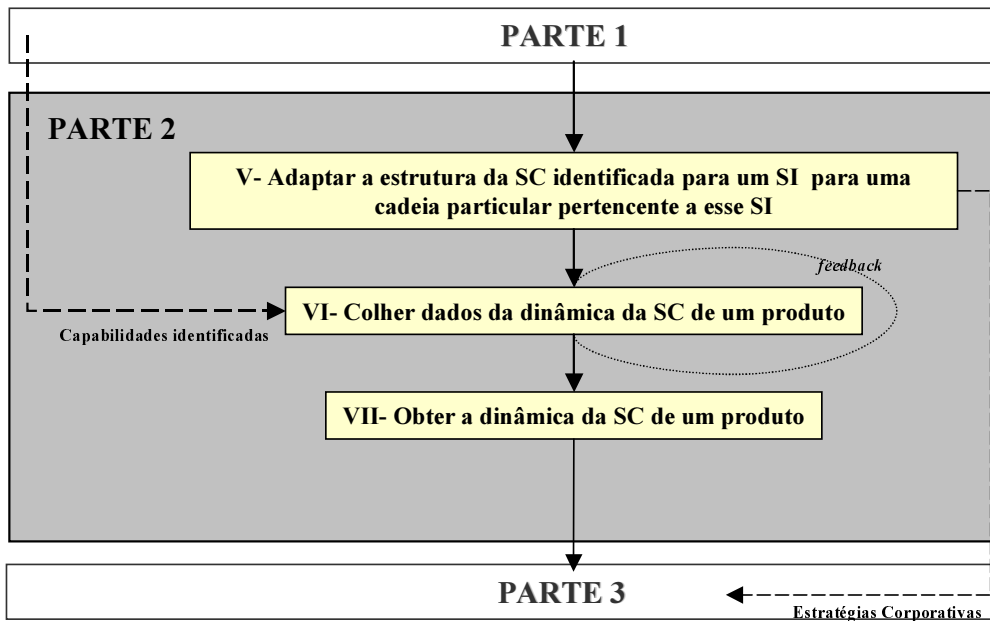 PARTE 1
PARTE 2
V- Adaptar a estrutura da SC identificada para um SI para uma
cadeia particular pertencente a esse SI
feedback
VI- Colher dados da dinâmica da SC de um produto
Capabilidades identificadas
VII- Obter a dinâmica da SC de um produto
PARTE 3
Estratégias Corporativas